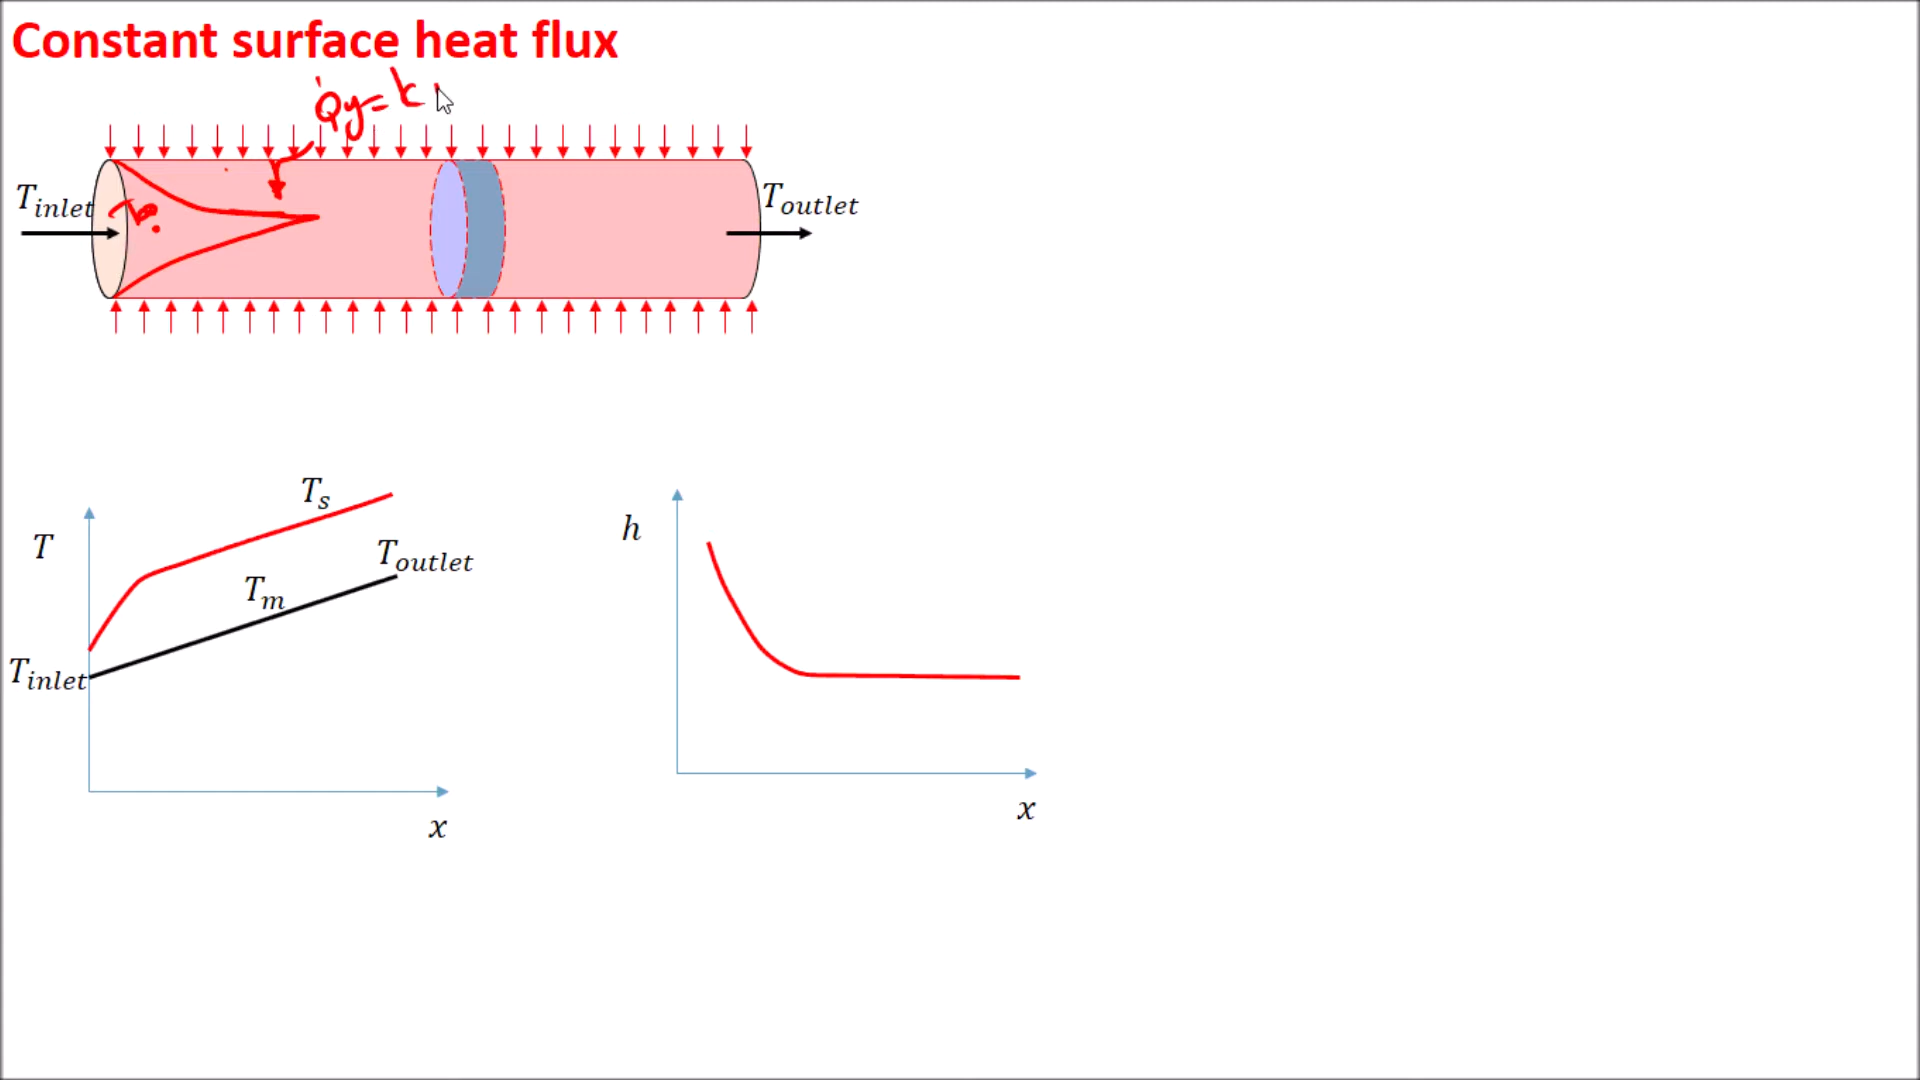 Constant surface heat flux
Q̇y=k
T_inlet
T_outlet
T
T_s
T_outlet
T_m
T_inlet
x
h
x